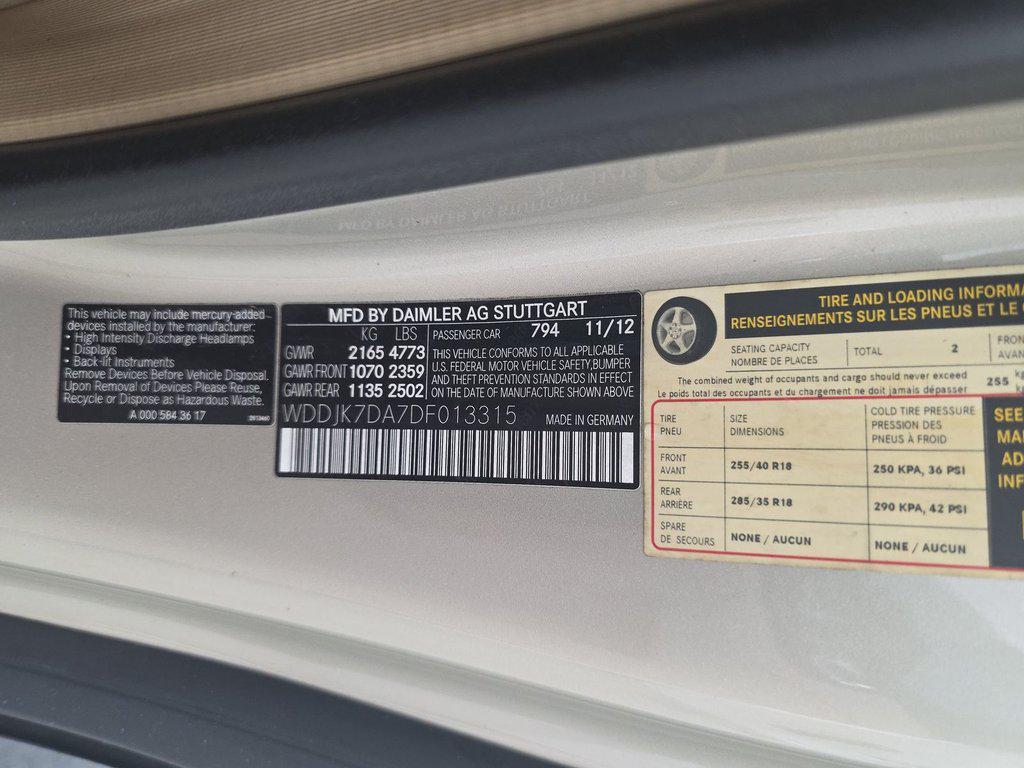 This vehicle may include mercury-added
devices installed by the manufacturer:
• High Intensity Discharge Headlamps
• Displays
• Back-lit Instruments
Remove Devices Before Vehicle Disposal.
Upon Removal of Devices Please Reuse,
Recycle or Dispose as Hazardous Waste.
A 000 584 36 17
MFD BY DAIMLER AG STUTTGART
KG LBS PASSENGER CAR 794 11/12
GVWR 2165 4773
GAWR FRONT 1070 2359
GAWR REAR 1135 2502
THIS VEHICLE CONFORMS TO ALL APPLICABLE
U.S. FEDERAL MOTOR VEHICLE SAFETY,BUMPER
AND THEFT PREVENTION STANDARDS IN EFFECT
ON THE DATE OF MANUFACTURE SHOWN ABOVE
WDDJK7DA7DF013315 MADE IN GERMANY
TIRE AND LOADING INFORMA
RENSEIGNEMENTS SUR LES PNEUS ET LE
SEATING CAPACITY
NOMBRE DE PLACES
TOTAL 2
FRON
AVANT
The combined weight of occupants and cargo should never exceed
Le poids total des occupants et du chargement ne doit jamais dépasser
255 kg
TIRE
PNEU
SIZE
DIMENSIONS
COLD TIRE PRESSURE
PRESSION DES
PNEUS À FROID
FRONT
AVANT
255/40 R18
250 KPA, 36 PSI
REAR
ARRIÈRE
285/35 R18
290 KPA, 42 PSI
SPARE
DE SECOURS
NONE / AUCUN
NONE / AUCUN
SEE
MA
AD
INF